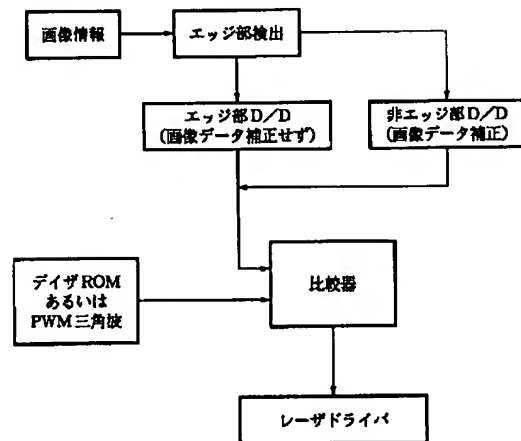 画像情報
エッジ部検出
エッジ部D/D
(画像データ補正せず)
非エッジ部D/D
(画像データ補正)
デイザROM
あるいは
PWM三角波
比較器
レーザドライバ